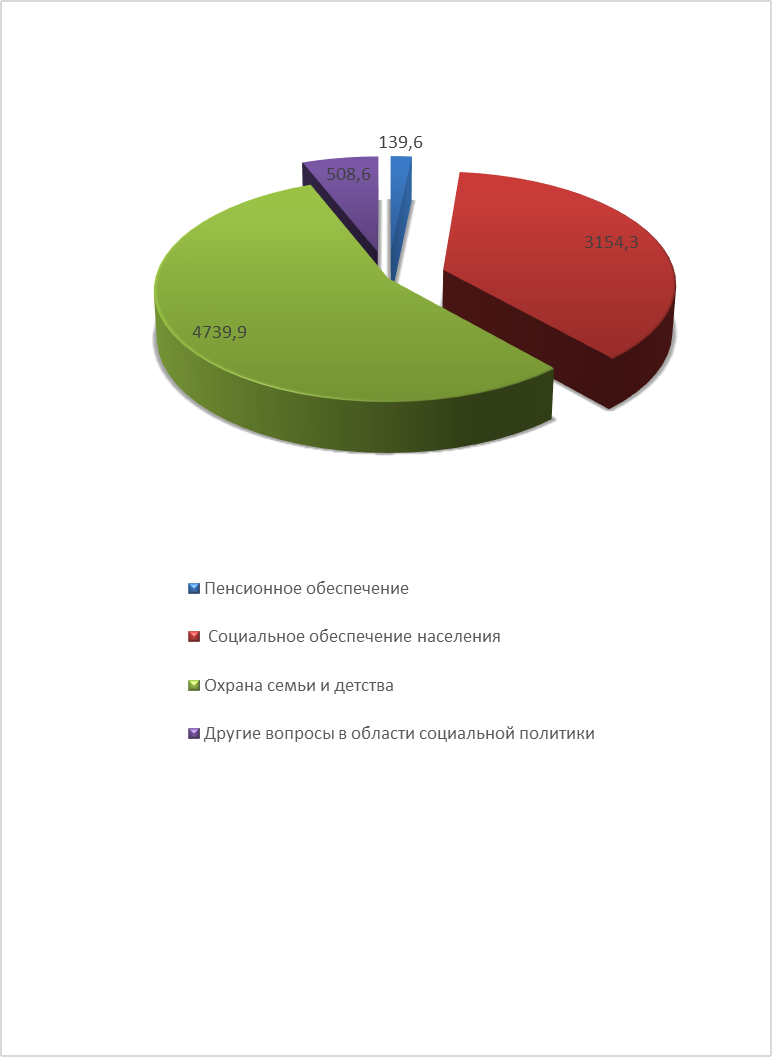 139,6
508,6
3154,3
4739,9
Пенсионное обеспечение
Социальное обеспечение населения
Охрана семьи и детства
Другие вопросы в области социальной политики